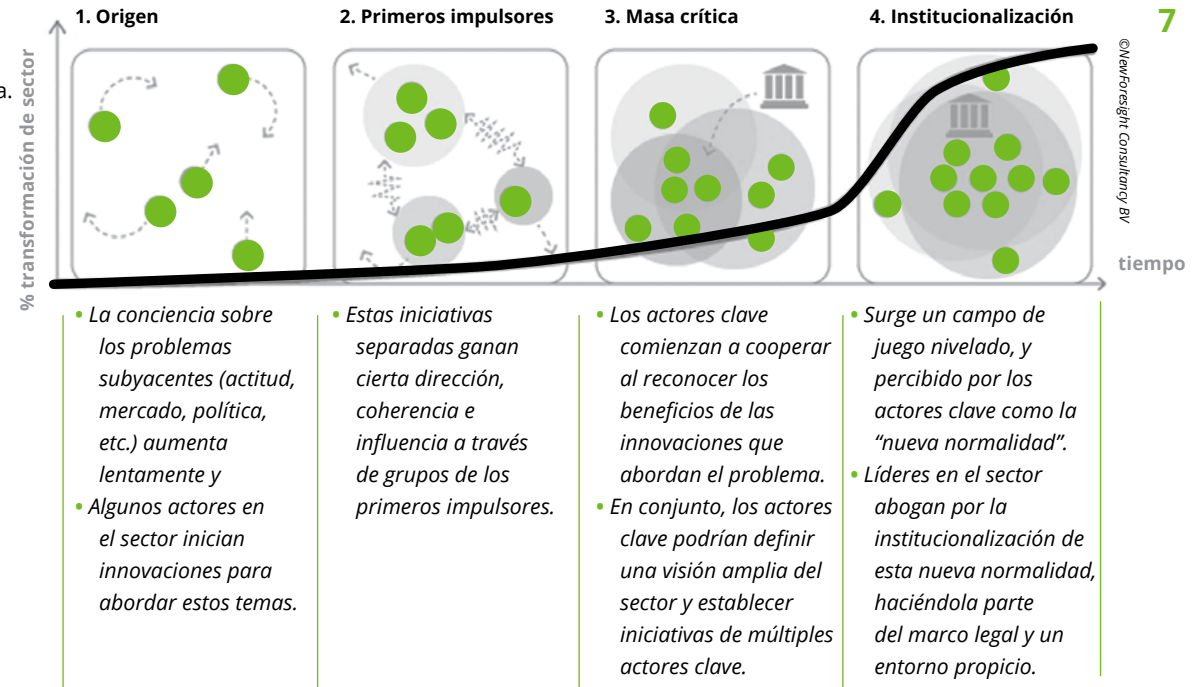 1. Origen
2. Primeros impulsores
3. Masa crítica
4. Institucionalización
7
a.
% transformación de sector
©NewForesight Consultancy BV
tiempo
• La conciencia sobre
los problemas
subyacentes (actitud,
mercado, política,
etc.) aumenta
lentamente y
• Algunos actores en
el sector inician
innovaciones para
abordar estos temas.
• Estas iniciativas
separadas ganan
cierta dirección,
coherencia e
influencia a través
de grupos de los
primeros impulsores.
• Los actores clave
comienzan a cooperar
al reconocer los
beneficios de las
innovaciones que
abordan el problema.
• En conjunto, los actores
clave podrían definir
una visión amplia del
sector y establecer
iniciativas de múltiples
actores clave.
• Surge un campo de
juego nivelado, y
percibido por los
actores clave como la
“nueva normalidad”.
• Líderes en el sector
abogan por la
institucionalización de
esta nueva normalidad,
haciéndola parte
del marco legal y un
entorno propicio.